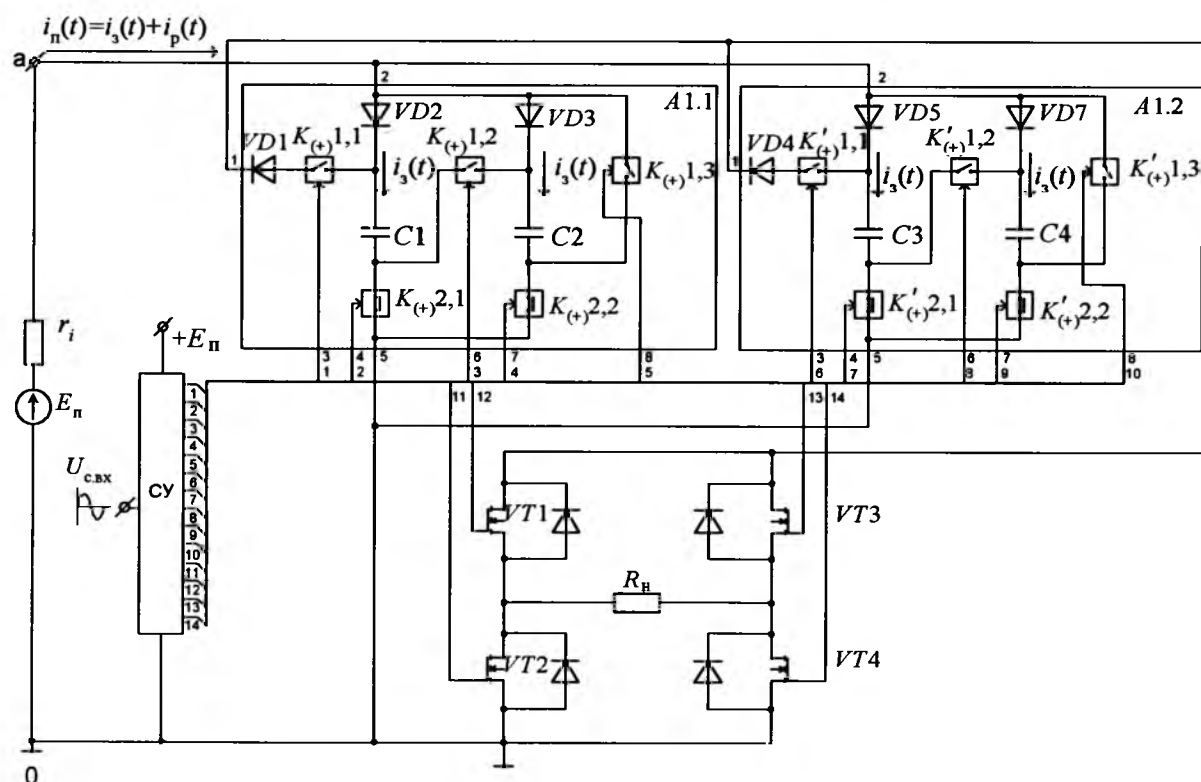 iп(t)=iз(t)+iр(t)
a
2
A1.1
VD2
VD3
VD1
K(+)1,1
K(+)1,2
1
iз(t)
iз(t)
K(+)1,3
C1
C2
K(+)2,1
K(+)2,2
3
4
5
6
7
8
1
2
3
4
5
2
A1.2
VD5
VD7
VD4
K′(+)1,1
K′(+)1,2
1
iз(t)
iз(t)
K′(+)1,3
C3
C4
K′(+)2,1
K′(+)2,2
3
4
5
6
7
8
6
7
8
9
10
11
12
13
14
ri
+Eп
Eп
Uс.вх
СУ
1
2
3
4
5
6
7
8
9
10
11
12
13
14
VT1
VT3
Rн
VT2
VT4
0